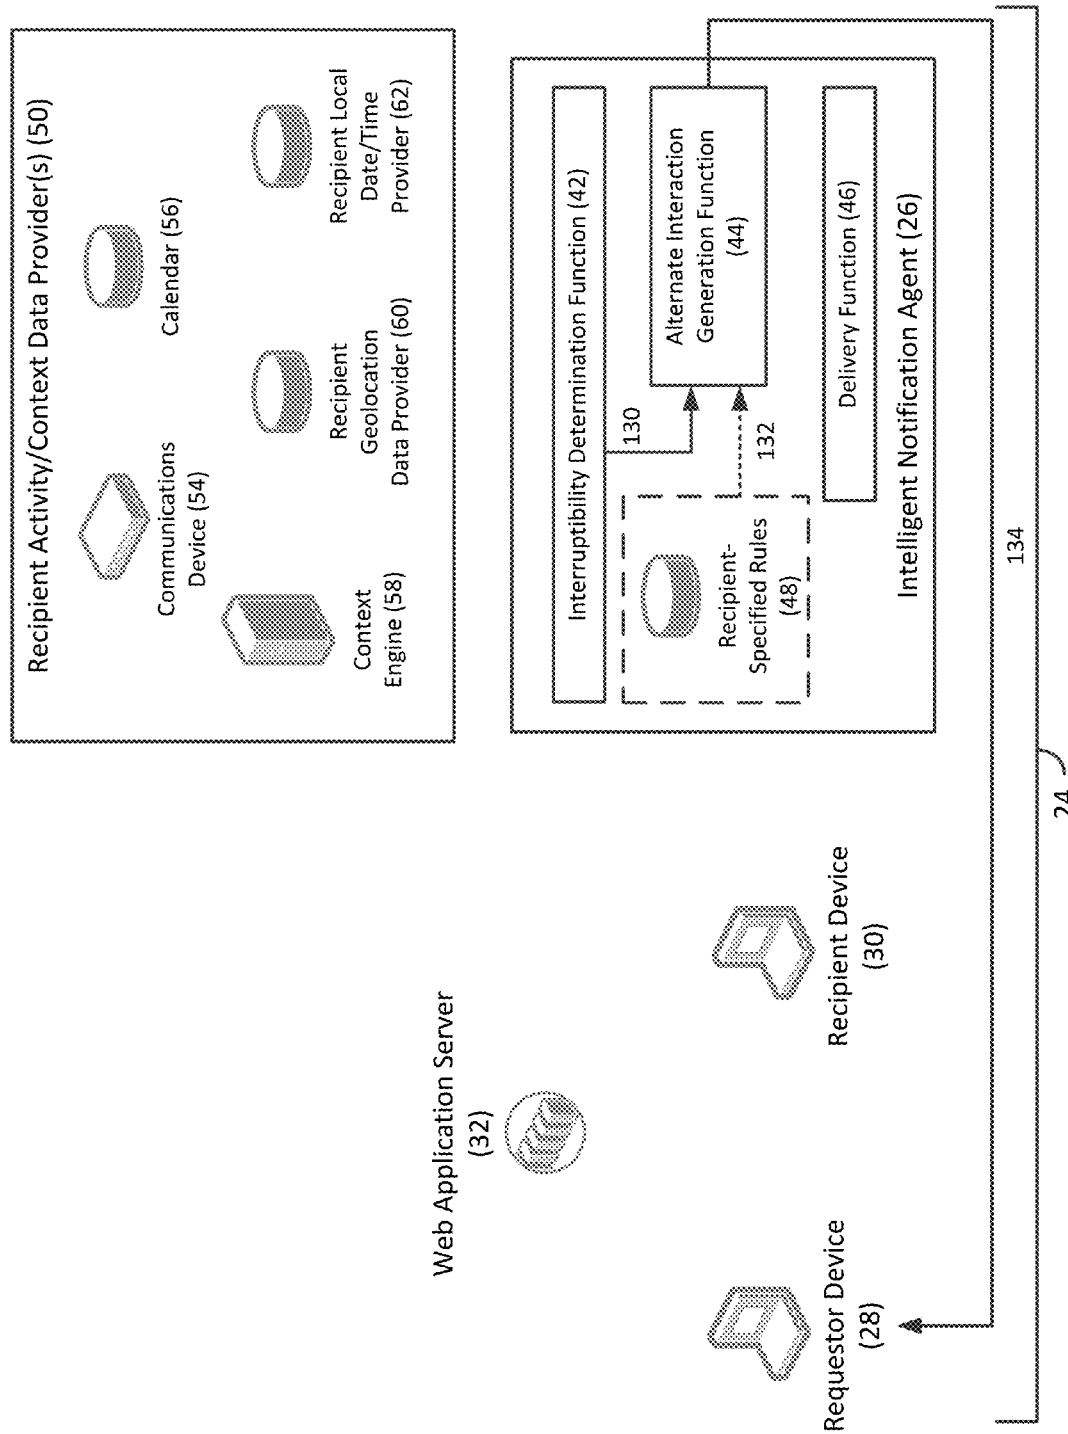 Recipient Activity/Context Data Provider(s) (50)
Communications
Device (54)
Calendar (56)
Context
Engine (58)
Recipient
Geolocation
Data Provider (60)
Recipient Local
Date/Time
Provider (62)
Web Application Server
(32)
Interruptibility Determination Function (42)
130
Recipient-
Specified Rules
(48)
132
Alternate Interaction
Generation Function
(44)
Delivery Function (46)
Intelligent Notification Agent (26)
Requestor Device
(28)
Recipient Device
(30)
134
24